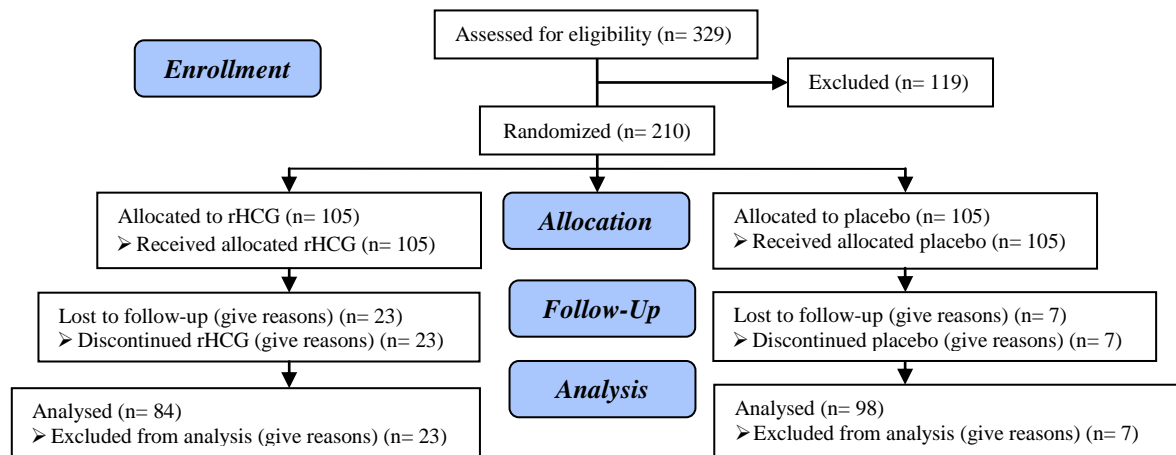 Assessed for eligibility (n= 329)
Enrollment
Excluded (n= 119)
Randomized (n= 210)
Allocated to rHCG (n= 105)
➢ Received allocated rHCG (n= 105)
Allocation
Allocated to placebo (n= 105)
➢ Received allocated placebo (n= 105)
Lost to follow-up (give reasons) (n= 23)
➢ Discontinued rHCG (give reasons) (n= 23)
Follow-Up
Lost to follow-up (give reasons) (n= 7)
➢ Discontinued placebo (give reasons) (n= 7)
Analysis
Analysed (n= 84)
➢ Excluded from analysis (give reasons) (n= 23)
Analysed (n= 98)
➢ Excluded from analysis (give reasons) (n= 7)